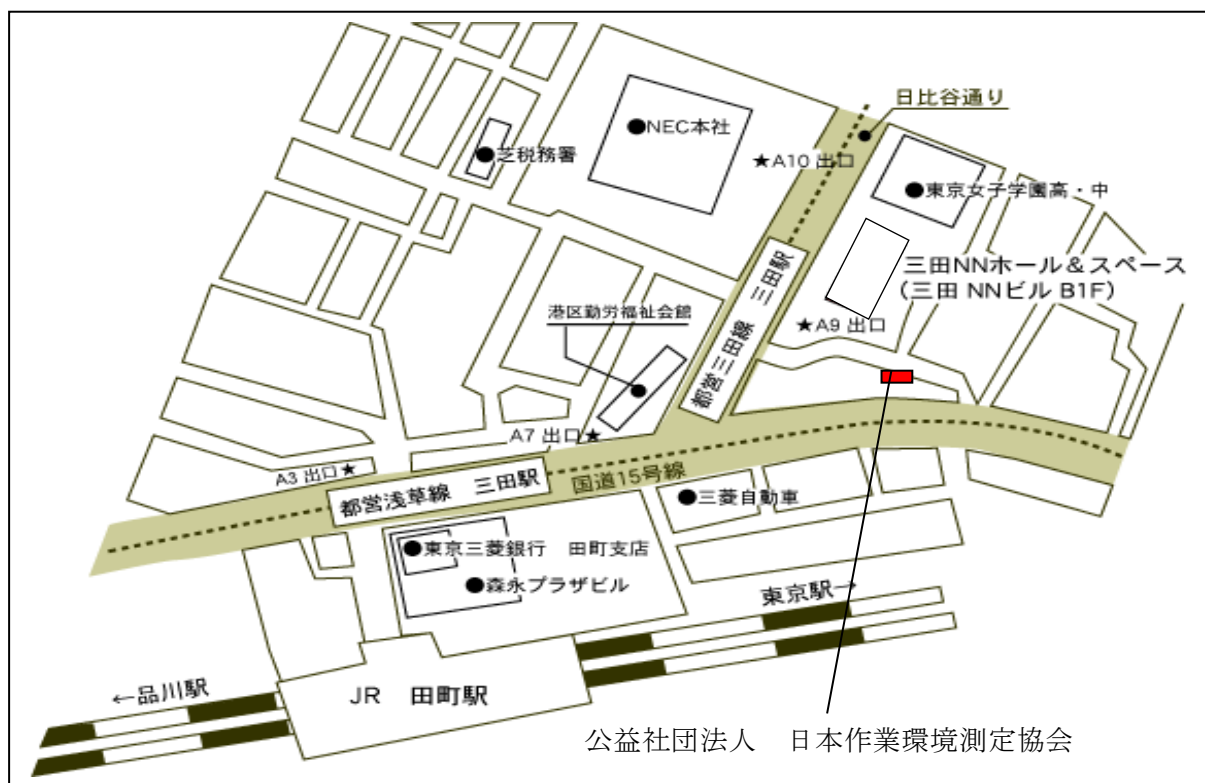 日比谷通り
●NEC本社
●芝税務署
★A10 出口
●東京女子学園高・中
三田NNホール&スペース
(三田 NNビル B1F)
都営三田線 三田駅
港区勤労福祉会館
★A9 出口
A7 出口★
A3 出口★
都営浅草線 三田駅
国道15号線
●三菱自動車
●東京三菱銀行 田町支店
●森永プラザビル
東京駅→
←品川駅
JR 田町駅
公益社団法人 日本作業環境測定協会